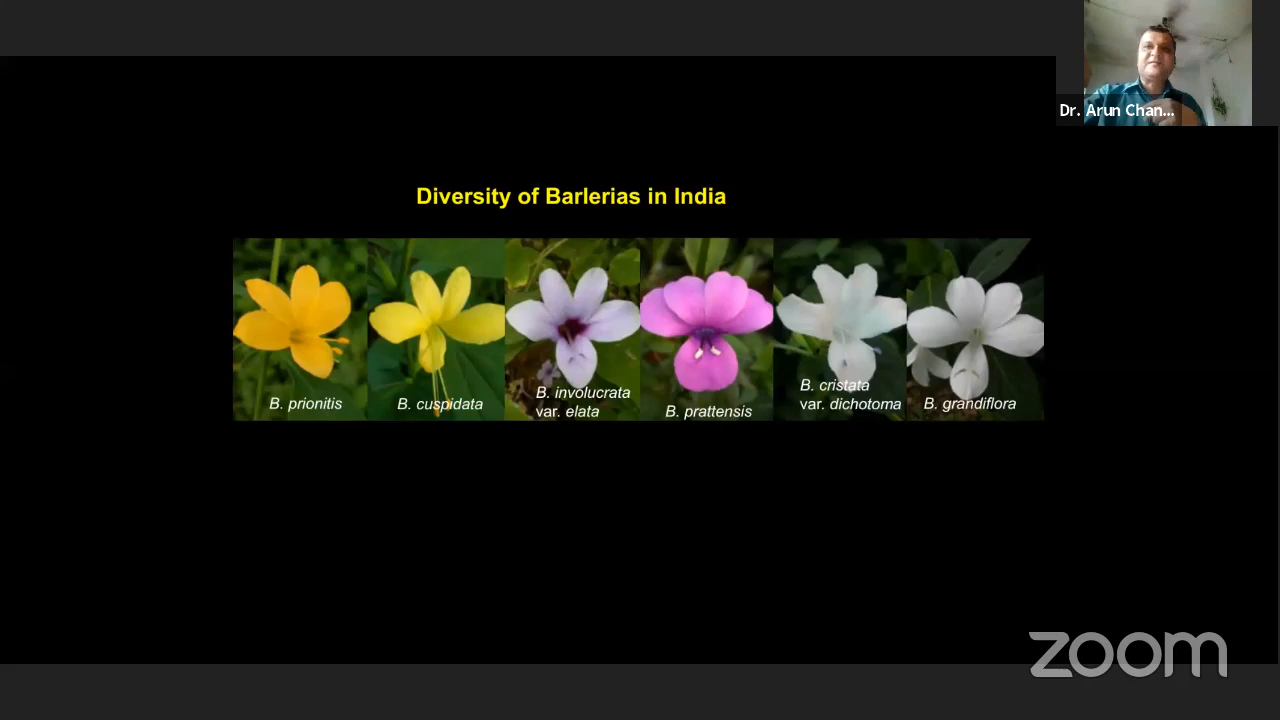 Dr. Arun Chan...
Diversity of Barlerias in India
B. prionitis
B. cuspidata
B. involucrata
var. elata
B. prattensis
B. cristata
var. dichotoma
B. grandiflora
zoom